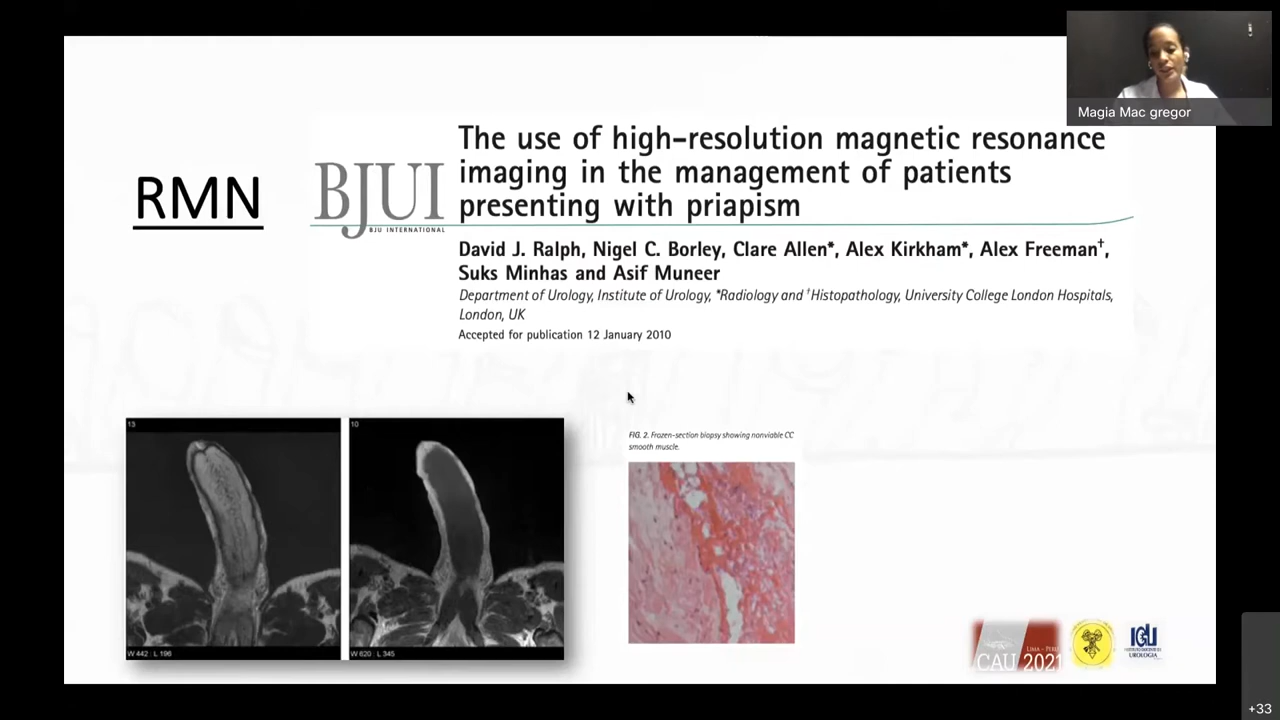 Magia Mac gregor
RMN
BJUI
BJU INTERNATIONAL
The use of high-resolution magnetic resonance
imaging in the management of patients
presenting with priapism
David J. Ralph, Nigel C. Borley, Clare Allen*, Alex Kirkham*, Alex Freeman†,
Suks Minhas and Asif Muneer
Department of Urology, Institute of Urology, *Radiology and †Histopathology, University College London Hospitals,
London, UK
Accepted for publication 12 January 2010
13
10
W 442 : L 196
W 620 : L 345
FIG. 2. Frozen-section biopsy showing nonviable CC
smooth muscle.
CAU 2021
LIMA - PERU
UROLOGIA
+33